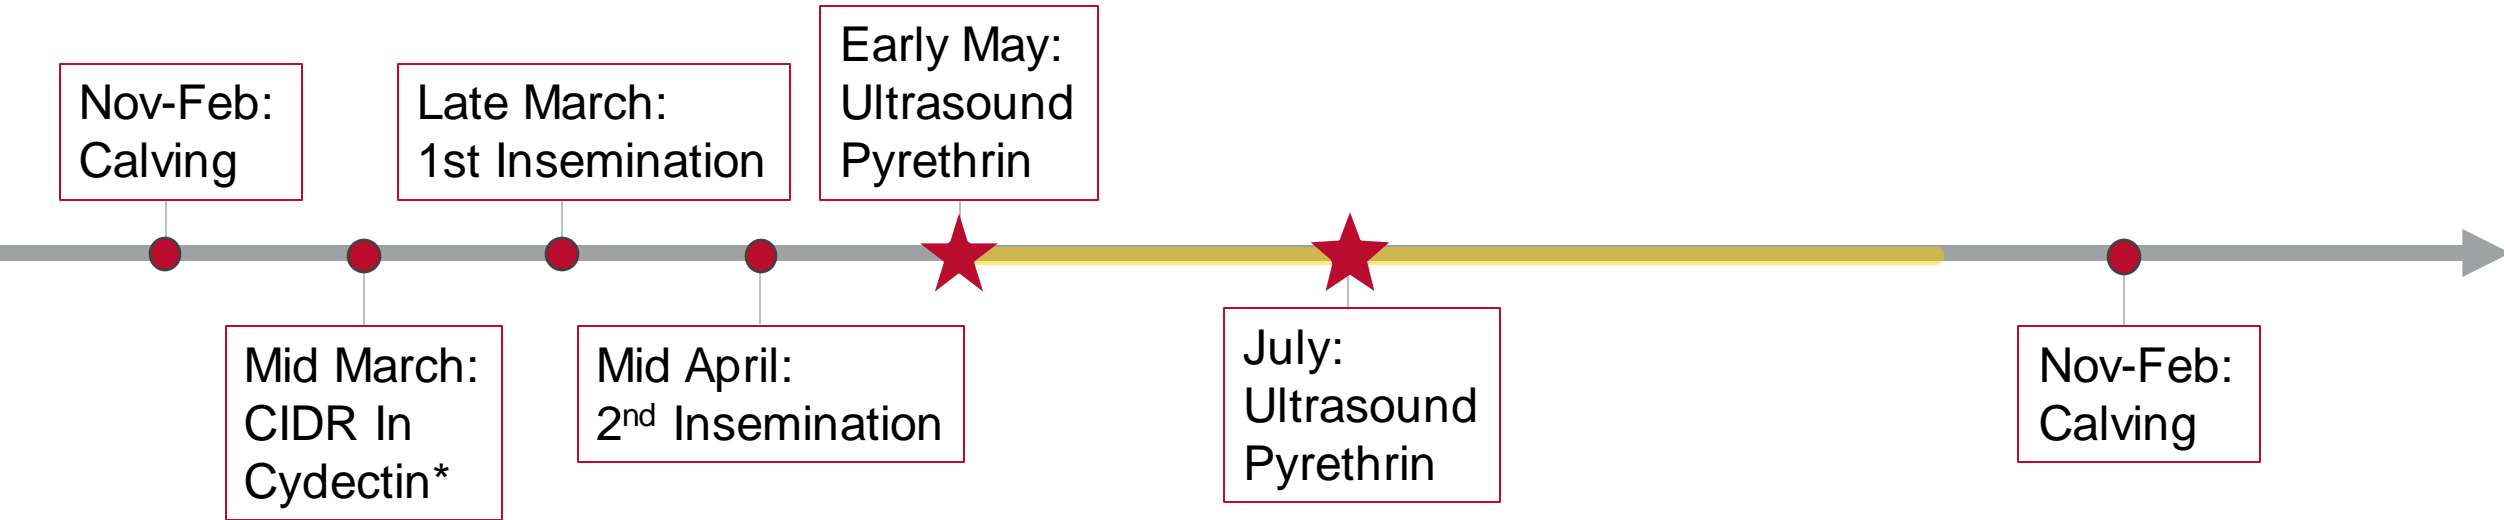 Nov-Feb:
Calving
Mid March:
CIDR In
Cydectin*
Late March:
1st Insemination
Mid April:
2nd Insemination
Early May:
Ultrasound
Pyrethrin
July:
Ultrasound
Pyrethrin
Nov-Feb:
Calving